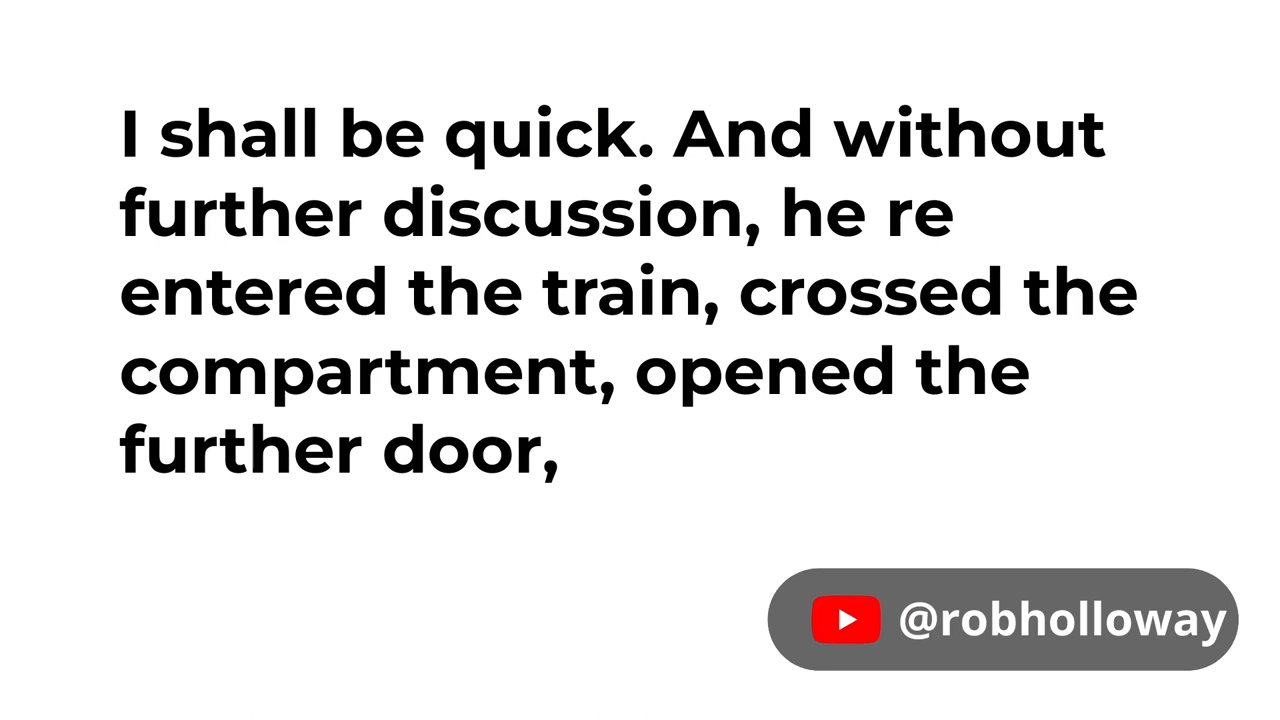 I shall be quick. And without
further discussion, he re
entered the train, crossed the
compartment, opened the
further door,
@robholloway